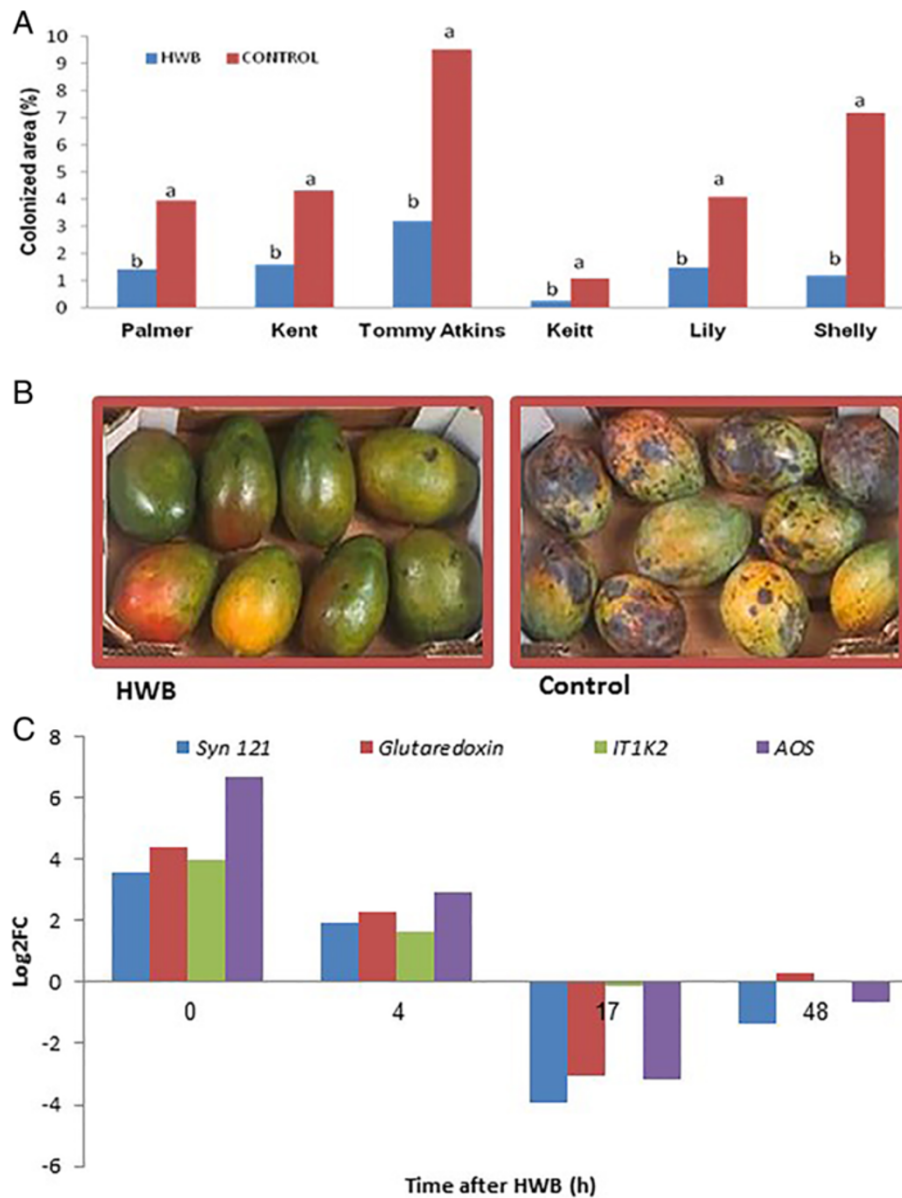 A
HWB CONTROL
Colonized area (%)
10
9
8
7
6
5
4
3
2
1
0
b a b a b a b a b a b a
Palmer Kent Tommy Atkins Keitt Lily Shelly
B
HWB Control
C
Syn 121 Glutaredoxin IT1K2 AOS
Log2FC
8
6
4
2
0
-2
-4
-6
0 4 17 48
Time after HWB (h)